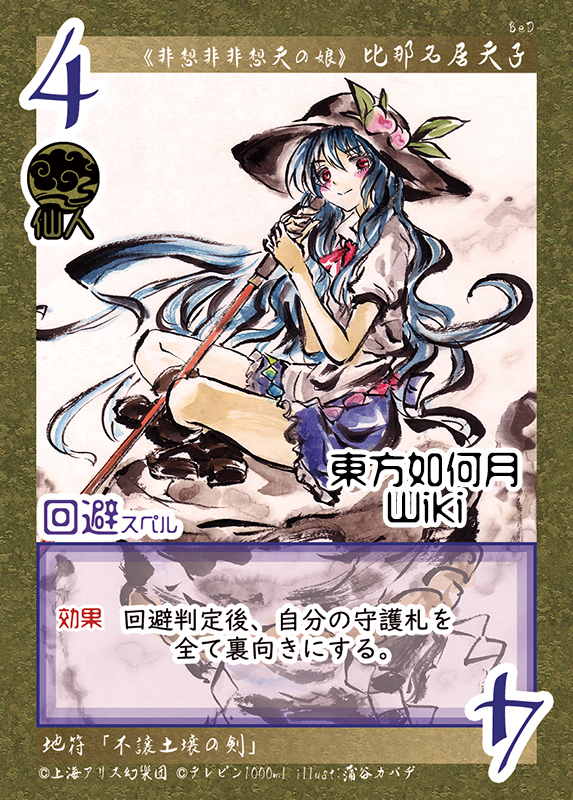 BeD
4
《非想非非想天の娘》 比那名居天子
仙人
東方如何月
Wiki
回避スペル
効果 回避判定後、自分の守護札を
全て裏向きにする。
4
地符「不譲土壌の剣」
©上海アリス幻樂団 ©テレピン1000ml illust:蒲谷カバヂ